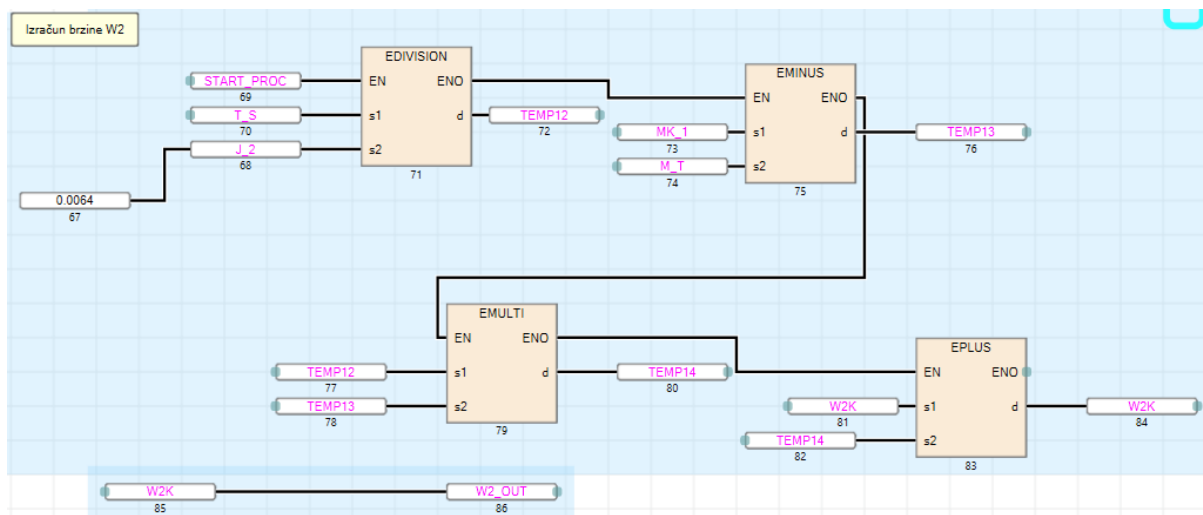 Izračun brzine W2
EDIVISION
START_PROC
EN
ENO
69
T_S
s1
d
TEMP12
70
72
J_2
s2
68
71
0.0064
67
EMINUS
EN
ENO
MK_1
s1
d
TEMP13
73
76
M_T
s2
74
75
EMULTI
EN
ENO
TEMP12
s1
d
TEMP14
77
80
TEMP13
s2
78
79
EPLUS
EN
ENO
W2K
s1
d
W2K
81
84
TEMP14
s2
82
83
W2K
W2_OUT
85
86